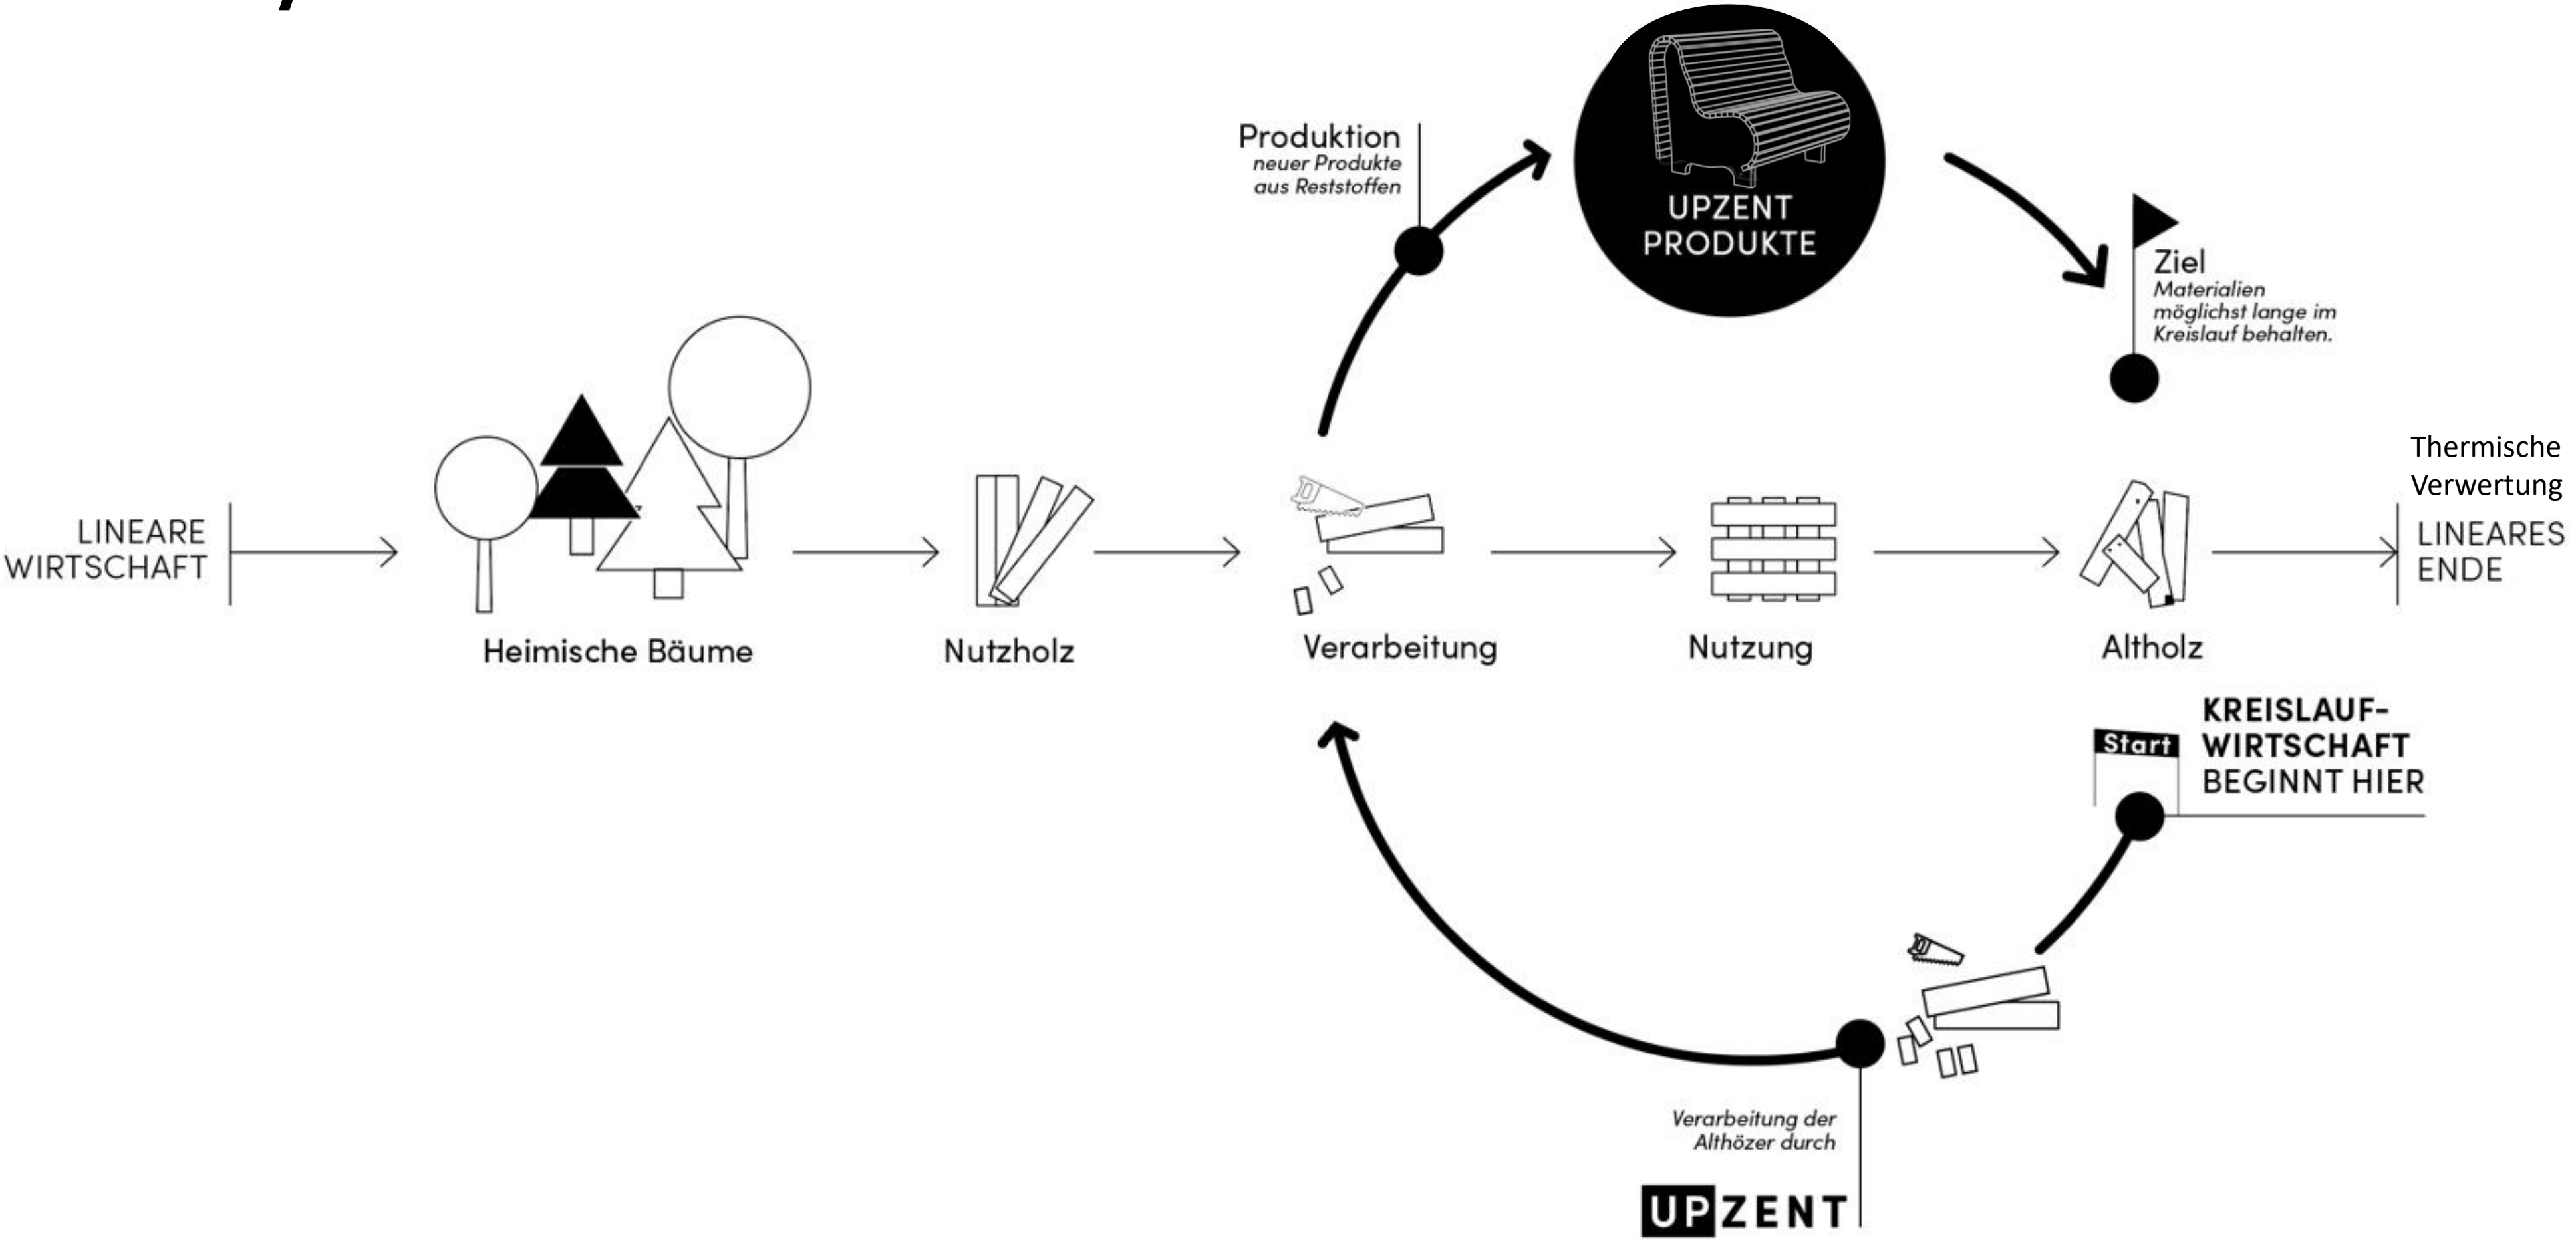 Produktion
neuer Produkte
aus Reststoffen
UPZENT
PRODUKTE
Ziel
Materialien
möglichst lange im
Kreislauf behalten.
LINEARE
WIRTSCHAFT
Heimische Bäume
Nutzholz
Verarbeitung
Nutzung
Altholz
Thermische
Verwertung
LINEARES
ENDE
Start
KREISLAUF-
WIRTSCHAFT
BEGINNT HIER
Verarbeitung der
Althözer durch
UPZENT